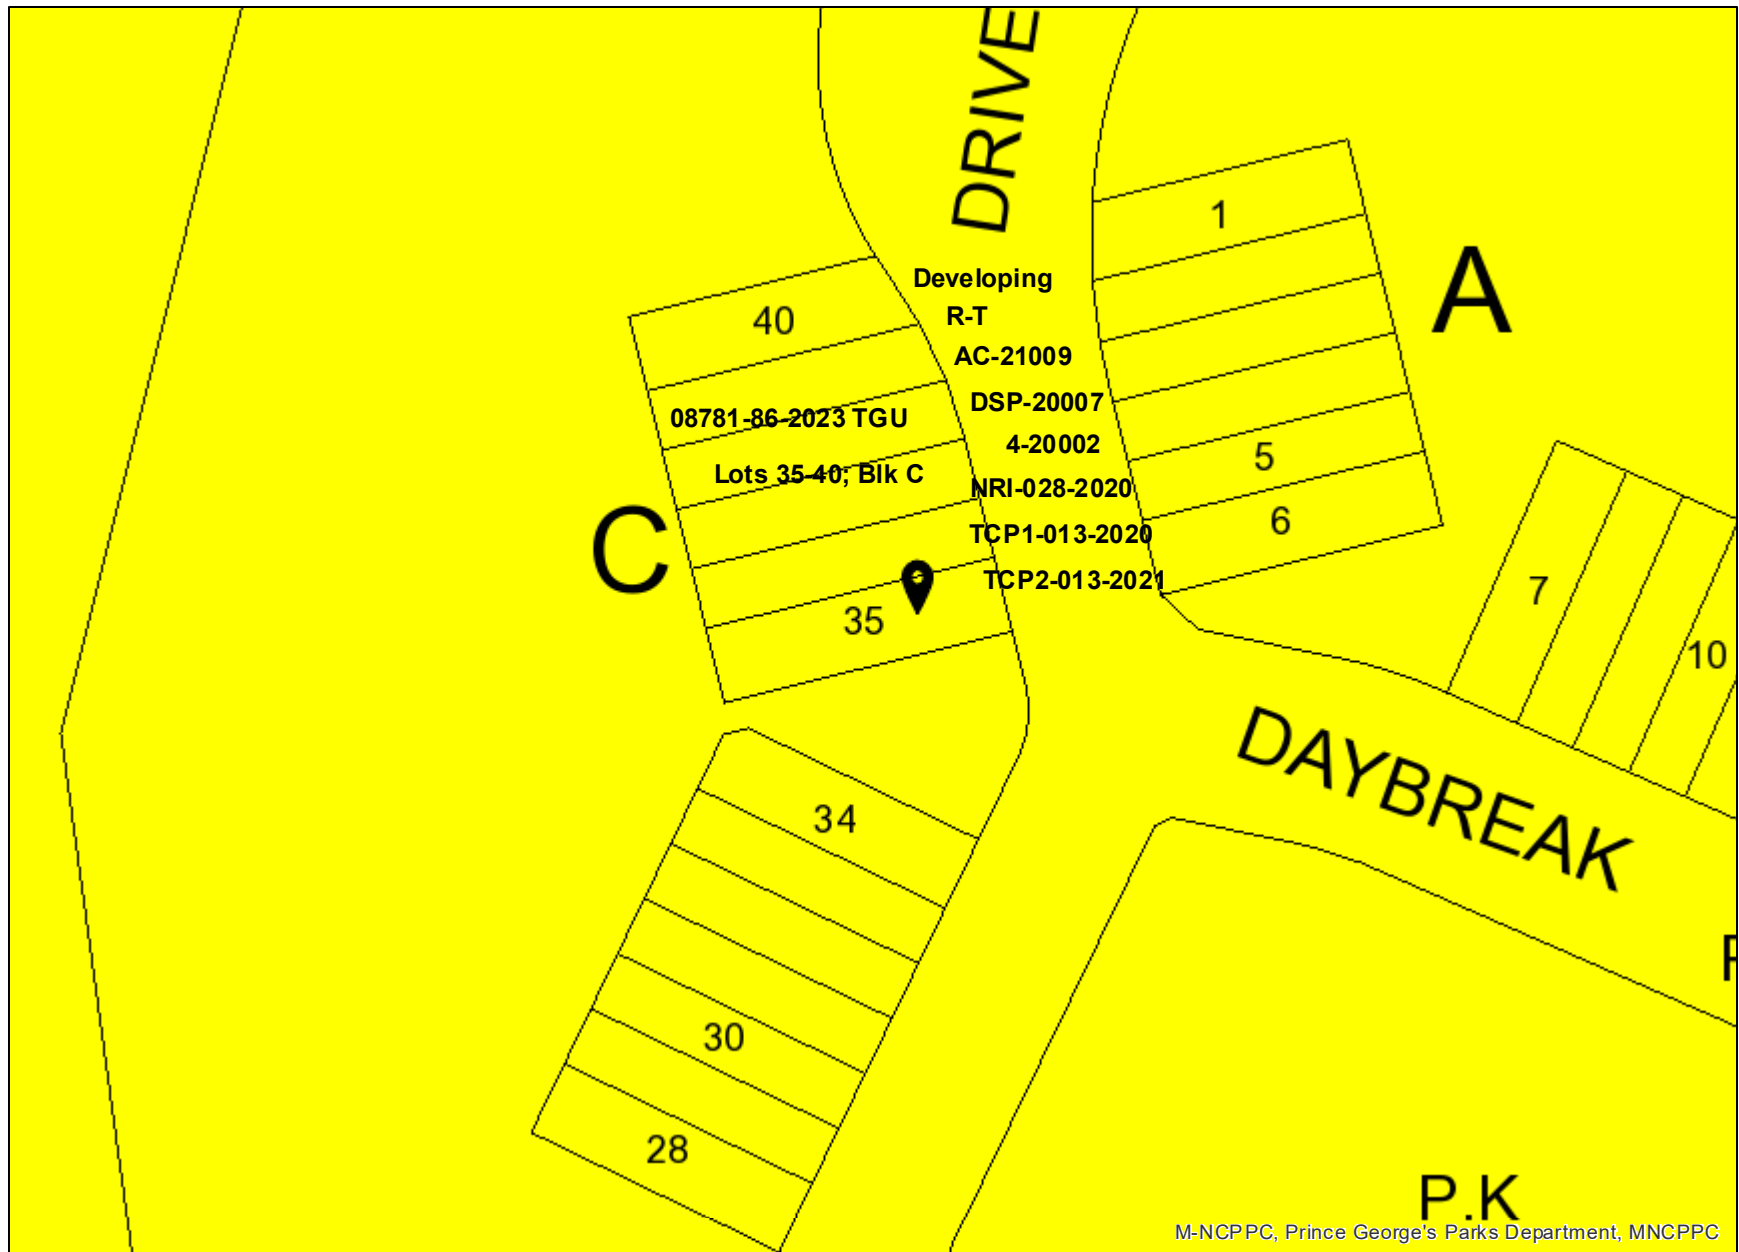 DRIVE
1
A
Developing
R-T
40
AC-21009
DSP-20007
08781-86-2023 TGU
4-20002
5
Lots 35-40; Blk C
NRI-028-2020
C
6
TCP1-013-2020
TCP2-013-2021
7
35
10
DAYBREAK
34
30
28
P.K
M-NCPPC, Prince George's Parks Department, MNCPPC